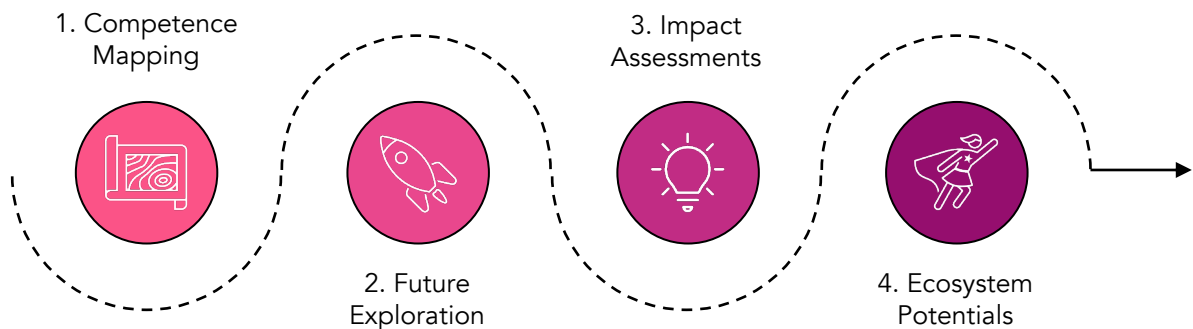 1. Competence
Mapping
2. Future
Exploration
3. Impact
Assessments
4. Ecosystem
Potentials